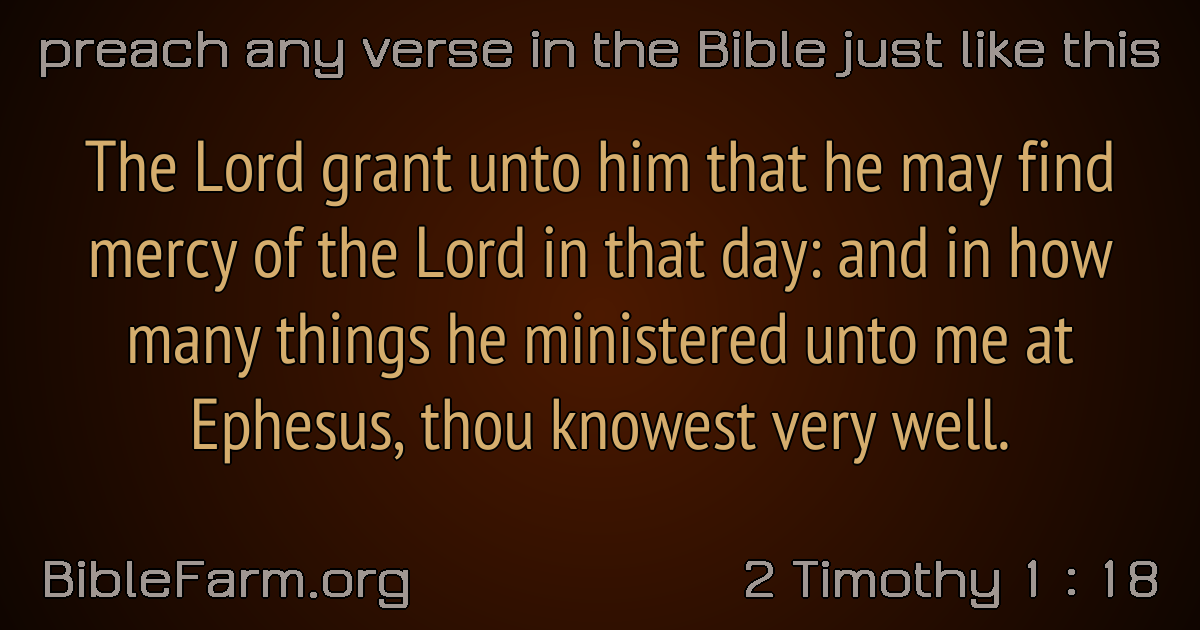 preach any verse in the Bible just like this
The Lord grant unto him that he may find
mercy of the Lord in that day: and in how
many things he ministered unto me at
Ephesus, thou knowest very well.
BibleFarm.org
2 Timothy 1 : 18